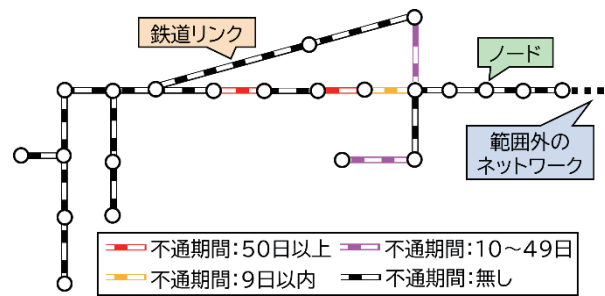 鉄道リンク
ノード
範囲外の
ネットワーク
不通期間:50日以上
不通期間:10～49日
不通期間:9日以内
不通期間:無し